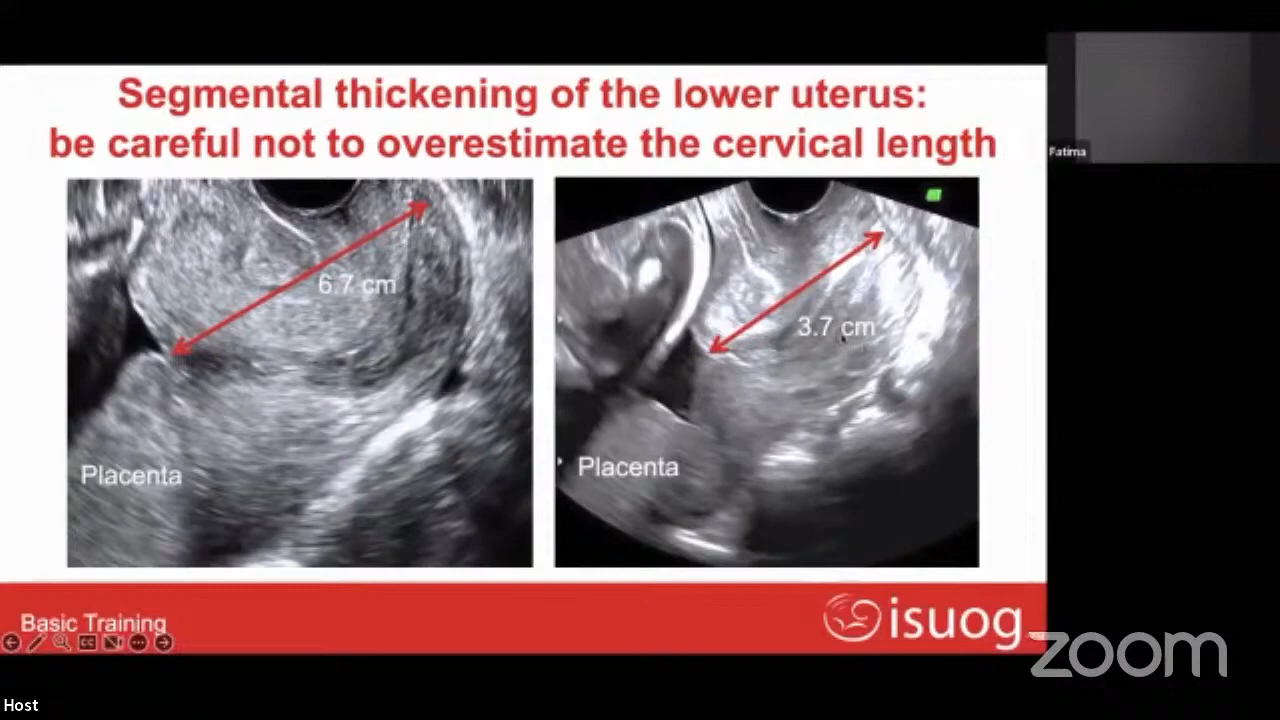 Segmental thickening of the lower uterus:
be careful not to overestimate the cervical length
Fatima
6.7 cm
3.7 cm
Placenta
Placenta
Basic Training
CC
isuog
zoom
Host